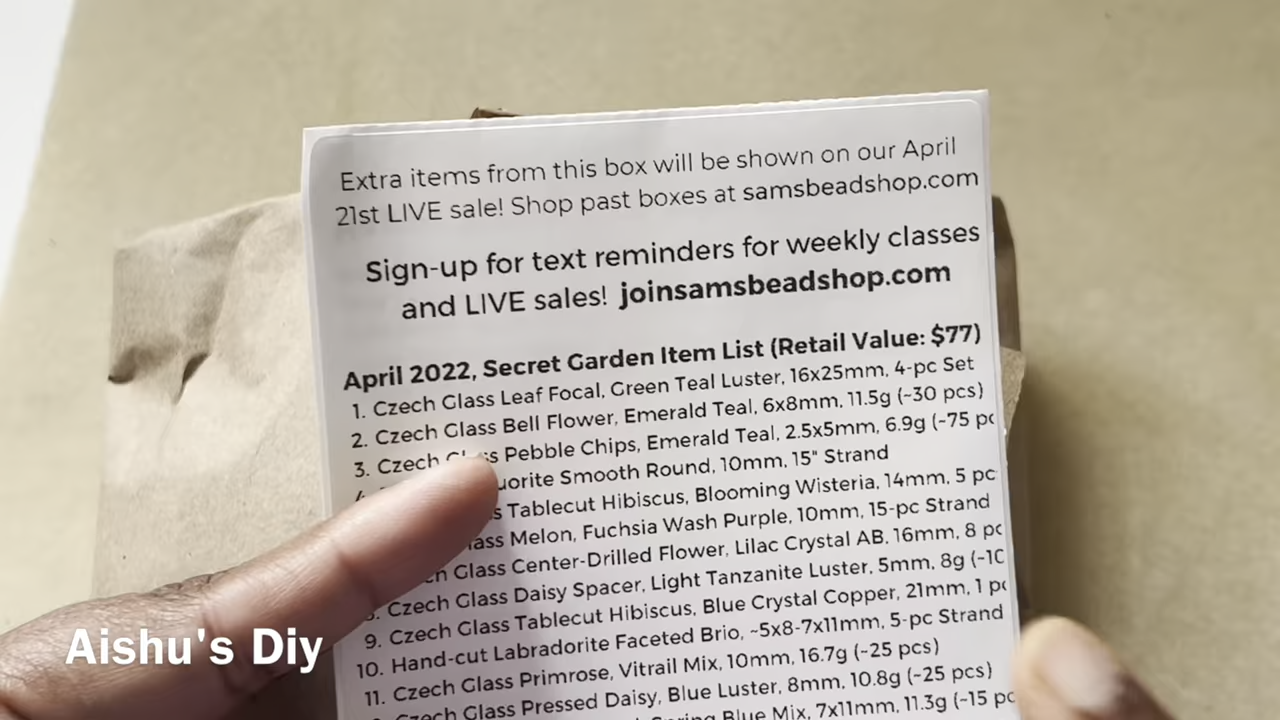 Extra items from this box will be shown on our April
21st LIVE sale! Shop past boxes at samsbeadshop.com
Sign-up for text reminders for weekly classes
and LIVE sales! joinsamsbeadshop.com
April 2022, Secret Garden Item List (Retail Value: $77)
1. Czech Glass Leaf Focal, Green Teal Luster, 16x25mm, 4-pc Set
2. Czech Glass Bell Flower, Emerald Teal, 6x8mm, 11.5g (~30 pcs)
3. Czech Glass Pebble Chips, Emerald Teal, 2.5x5mm, 6.9g (~75 pc
Smooth Round, 10mm, 15" Strand
Tablecut Hibiscus, Blooming Wisteria, 14mm, 5 pc
Melon, Fuchsia Wash Purple, 10mm, 15-pc Strand
Glass Center-Drilled Flower, Lilac Crystal AB, 16mm, 8 pc
Czech Glass Daisy Spacer, Light Tanzanite Luster, 5mm, 8g
9. Czech Glass Tablecut Hibiscus, Blue Crystal Copper, 21mm, 1 pc
10. Hand-cut Labradorite Faceted Brio, ~5x8-7x11mm, 5-pc Strand
11. Czech Glass Primrose, Vitrail Mix, 10mm, 16.7g (~25 pcs)
Czech Glass Pressed Daisy, Blue Luster, 8mm, 10.8g (~25 pcs)
Blue Mix, 7x11mm, 11.3g (~15 pc
Aishu's Diy